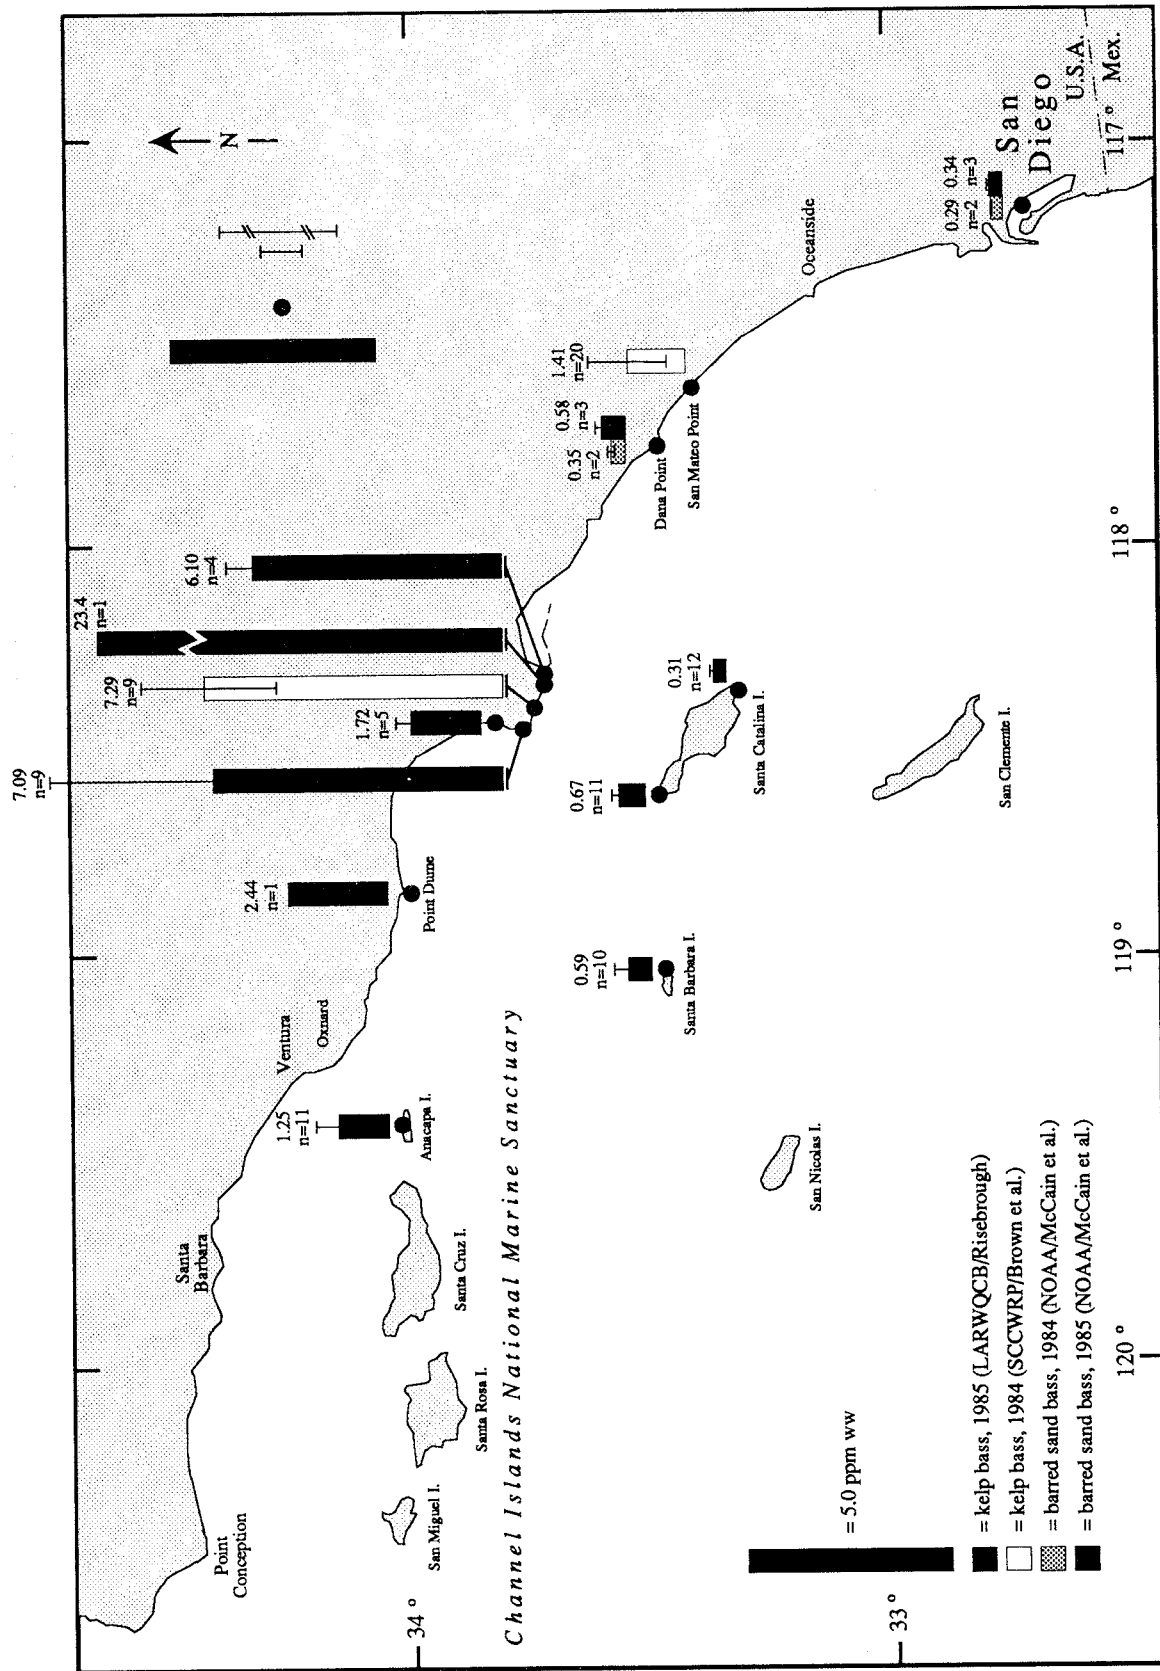 N
7.09
n=9
7.29
n=9
23.4
n=1
6.10
n=4
1.72
n=5
2.44
n=1
1.25
n=11
0.35
n=2
0.58
n=3
1.41
n=20
0.67
n=11
0.31
n=12
0.59
n=10
0.29
n=2
0.34
n=3
Point
Conception
Santa
Barbara
Ventura
Oxnard
Point Dume
Dana Point
San Mateo Point
Oceanside
San
Diego
U.S.A.
Mex.
San Miguel I.
Santa Rosa I.
Santa Cruz I.
Anacapa I.
Channel Islands National Marine Sanctuary
Santa Barbara I.
Santa Catalina I.
San Nicolas I.
San Clemente I.
34 °
33 °
120 °
119 °
118 °
117 °
= 5.0 ppm ww
= kelp bass, 1985 (LARWQCB/Risebrough)
= kelp bass, 1984 (SCCWRP/Brown et al.)
= barred sand bass, 1984 (NOAA/McCain et al.)
= barred sand bass, 1985 (NOAA/McCain et al.)